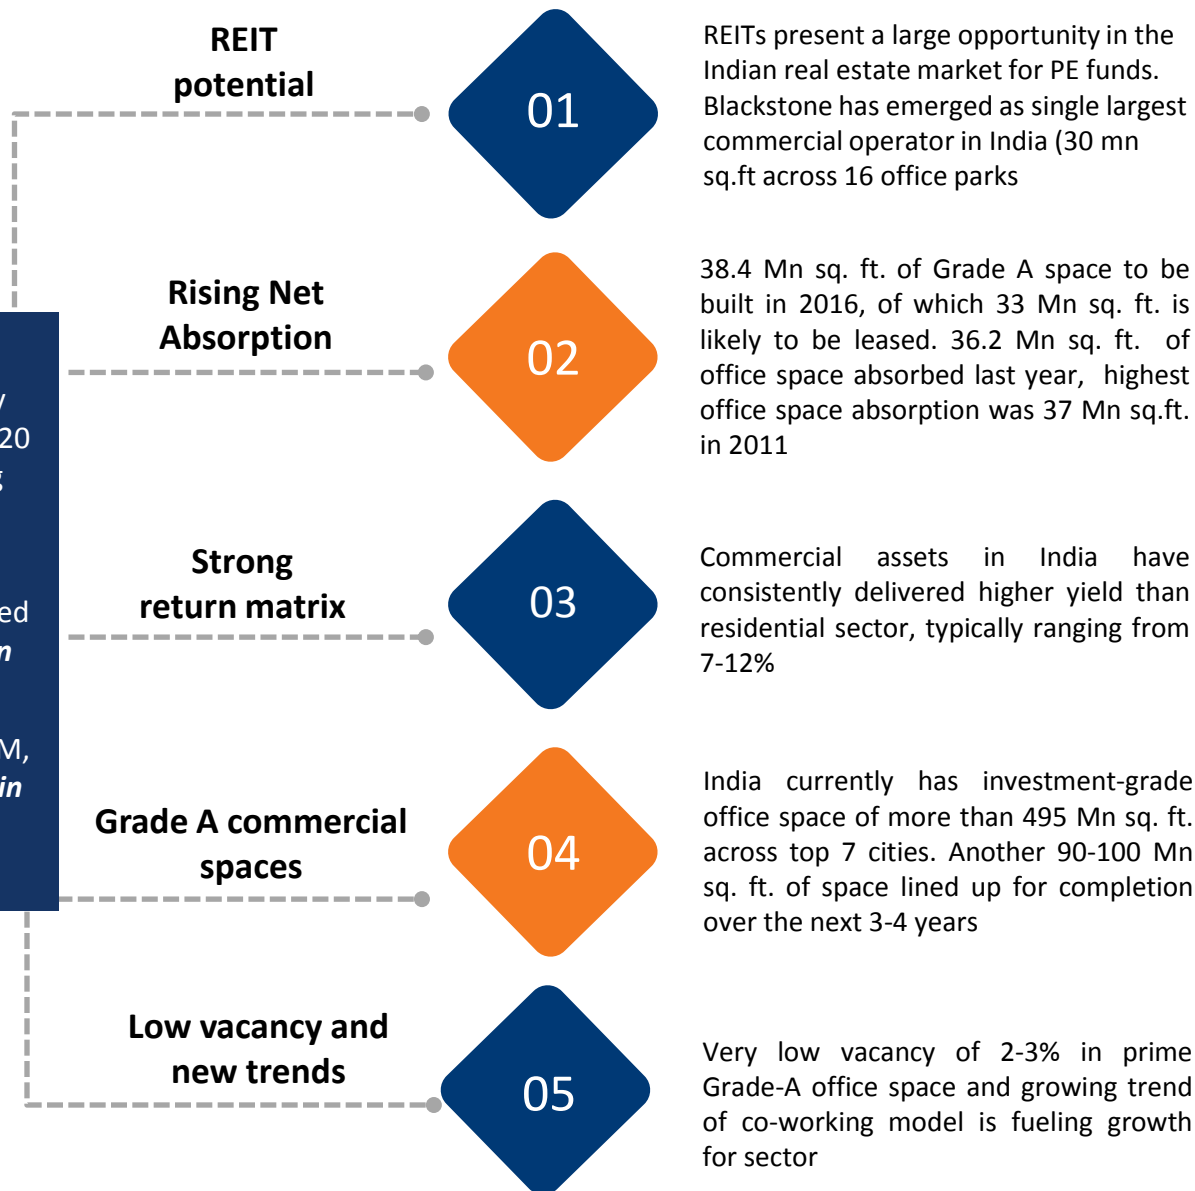 REIT
potential
01
REITs present a large opportunity in the
Indian real estate market for PE funds.
Blackstone has emerged as single largest
commercial operator in India (30 mn
sq.ft across 16 office parks
Rising Net
Absorption
02
38.4 Mn sq. ft. of Grade A space to be
built in 2016, of which 33 Mn sq. ft. is
likely to be leased. 36.2 Mn sq. ft. of
office space absorbed last year, highest
office space absorption was 37 Mn sq.ft.
in 2011
20
ed
n
M,
in
Strong
return matrix
03
Commercial assets in India have
consistently delivered higher yield than
residential sector, typically ranging from
7-12%
Grade A commercial
spaces
04
India currently has investment-grade
office space of more than 495 Mn sq. ft.
across top 7 cities. Another 90-100 Mn
sq. ft. of space lined up for completion
over the next 3-4 years
Low vacancy and
new trends
05
Very low vacancy of 2-3% in prime
Grade-A office space and growing trend
of co-working model is fueling growth
for sector